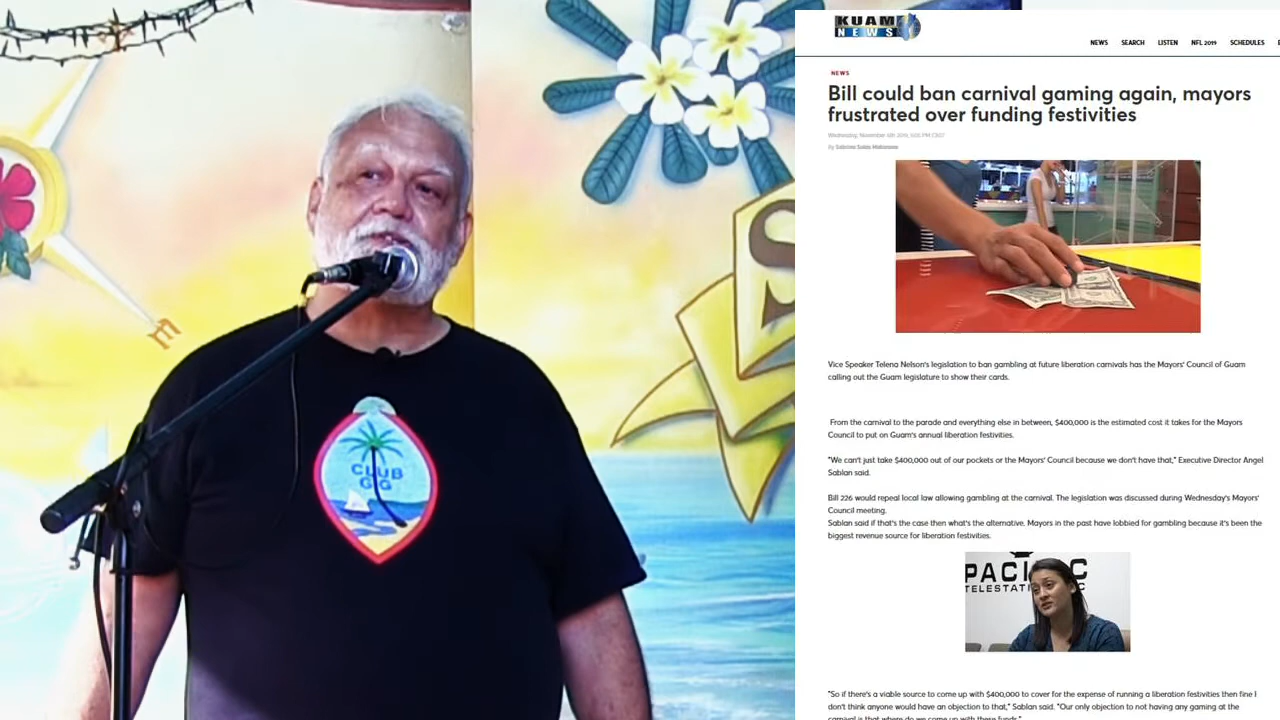 KUAM
NEWS
NEWS SEARCH LISTEN NFL 2019 SCHEDULES
NEWS
Bill could ban carnival gaming again, mayors
frustrated over funding festivities
Wednesday, November 6th 2019,
By Sabrina Salas Matanane
Vice Speaker Telena Nelson's legislation to ban gambling at future liberation carnivals has the Mayors' Council of Guam
calling out the Guam legislature to show their cards.
From the carnival to the parade and everything else in between, $400,000 is the estimated cost it takes for the Mayors
Council to put on Guam's annual liberation festivities.
"We can't just take $400,000 out of our pockets or the Mayors' Council because we don't have that," Executive Director Angel
Sablan said.
Bill 226 would repeal local law allowing gambling at the carnival. The legislation was discussed during Wednesday's Mayors'
Council meeting.
Sablan said if that's the case then what's the alternative. Mayors in the past have lobbied for gambling because it's been the
biggest revenue source for liberation festivities.
"So if there's a viable source to come up with $400,000 to cover for the expense of running a liberation festivities then fine I
don't think anyone would have an objection to that," Sablan said. "Our only objection to not having any gaming at the
carnival is that where do we come up with these funds."
CLUB
GIG
E
S